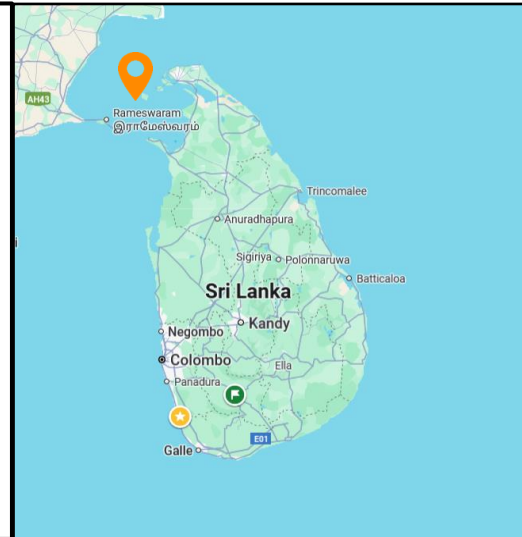 AH43
Rameswaram
இராமேஸ்வரம்
Trincomalee
Anuradhapura
Sigiriya
Polonnaruwa
Batticaloa
Sri Lanka
Kandy
Negombo
Colombo
Ella
Panadura
E01
Galle